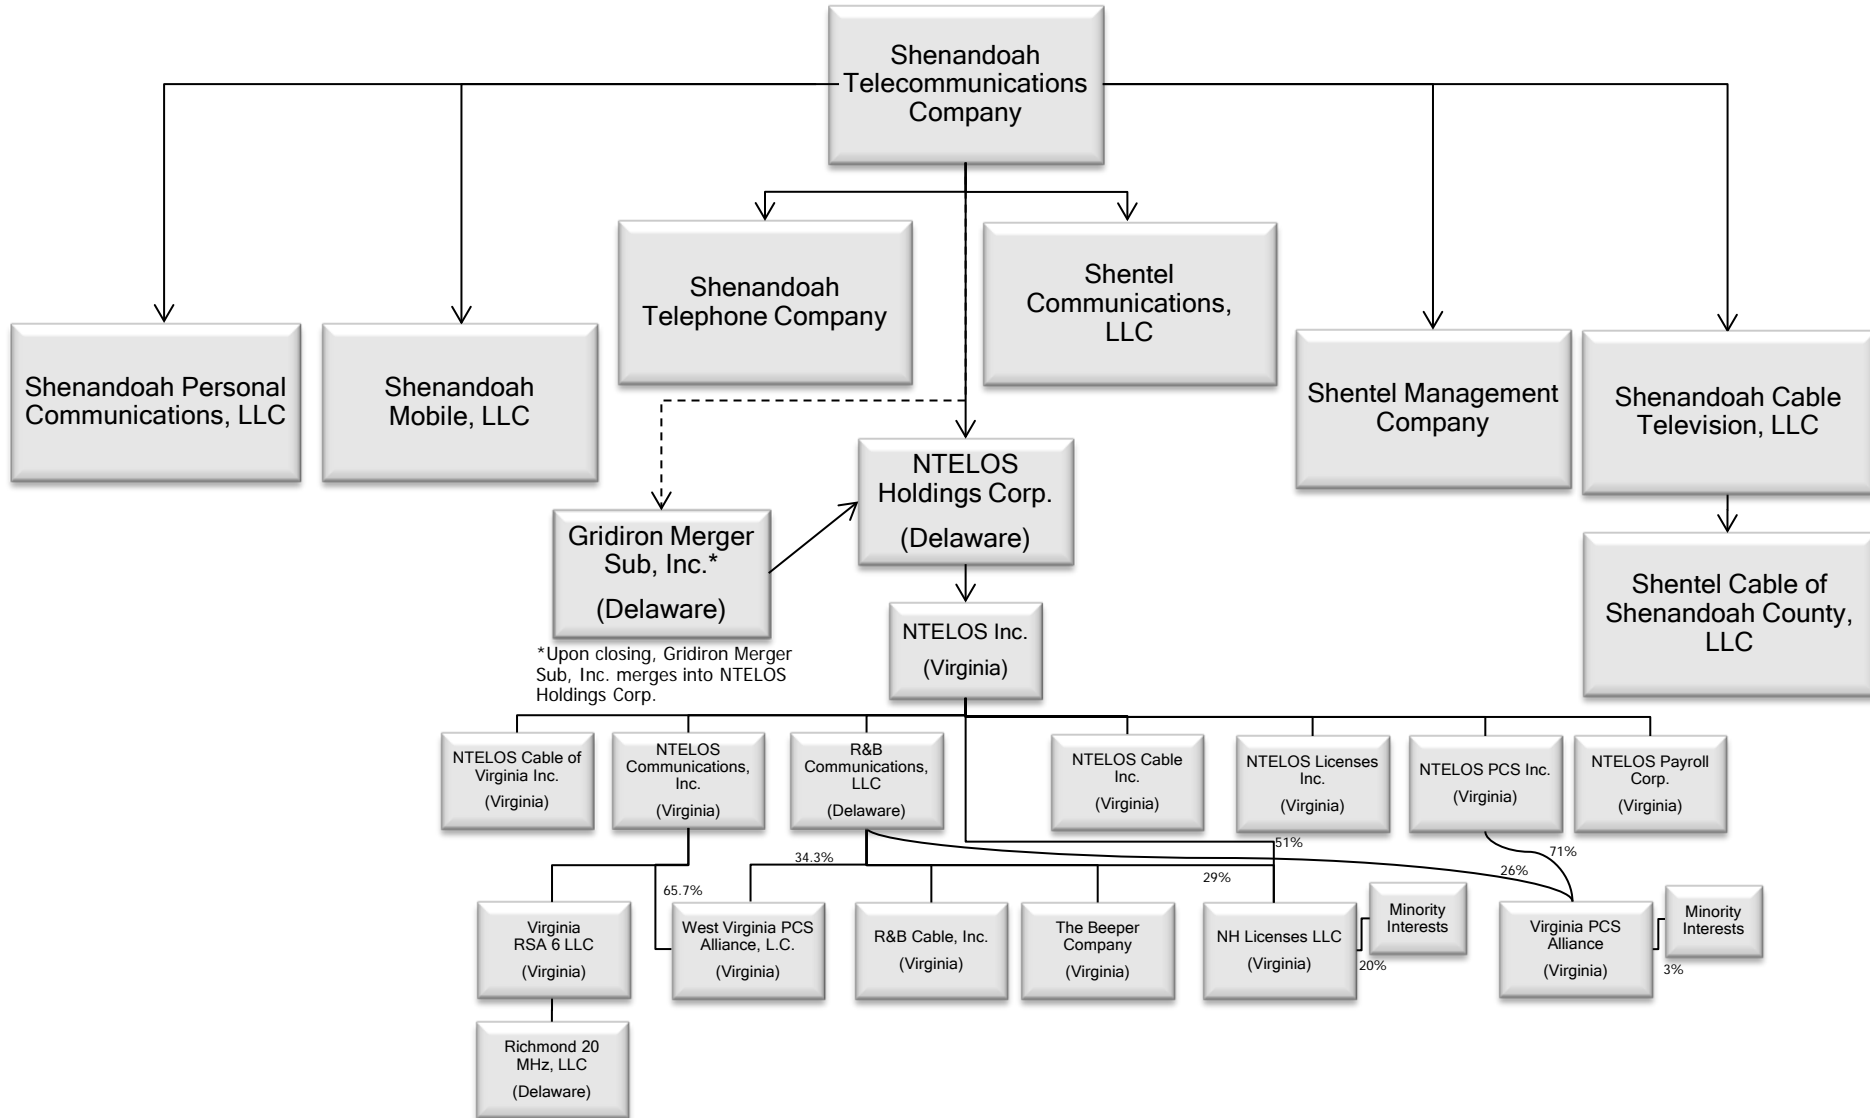 Shenandoah
Telecommunications
Company
Shenandoah
Telephone Company
Shentel
Communications,
LLC
Shenandoah Personal
Communications, LLC
Shenandoah
Mobile, LLC
Shentel Management
Company
Shenandoah Cable
Television, LLC
NTELOS
Holdings Corp.
(Delaware)
Gridiron Merger
Sub, Inc.*
(Delaware)
Shentel Cable of
Shenandoah County,
LLC
NTELOS Inc.
(Virginia)
*Upon closing, Gridiron Merger
Sub, Inc. merges into NTELOS
Holdings Corp.
NTELOS Cable of
Virginia Inc.
(Virginia)
NTELOS
Communications,
Inc.
(Virginia)
R&B
Communications,
LLC
(Delaware)
NTELOS Cable
Inc.
(Virginia)
NTELOS Licenses
Inc.
(Virginia)
NTELOS PCS Inc.
(Virginia)
NTELOS Payroll
Corp.
(Virginia)
34.3%
51%
71%
65.7%
29%
26%
Virginia
RSA 6 LLC
(Virginia)
West Virginia PCS
Alliance, L.C.
(Virginia)
R&B Cable, Inc.
(Virginia)
The Beeper
Company
(Virginia)
NH Licenses LLC
(Virginia)
Minority
Interests
20%
Virginia PCS
Alliance
(Virginia)
Minority
Interests
3%
Richmond 20
MHz, LLC
(Delaware)